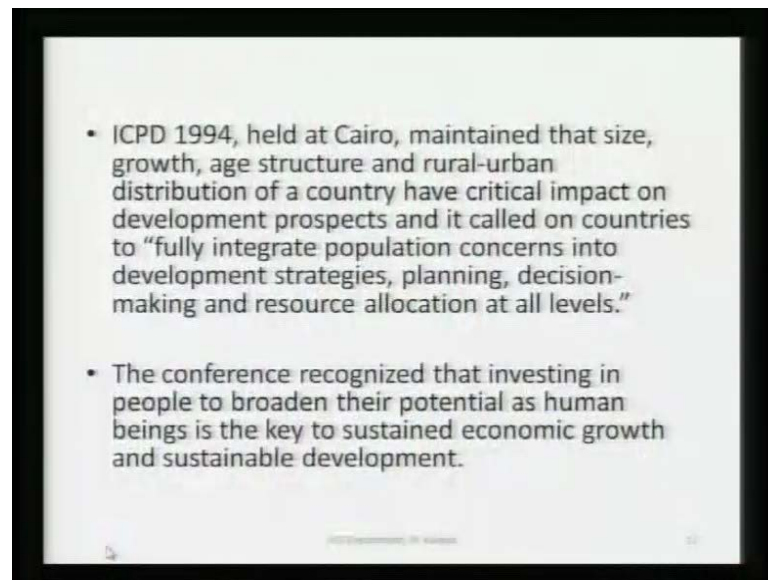 • ICPD 1994, held at Cairo, maintained that size,
growth, age structure and rural-urban
distribution of a country have critical impact on
development prospects and it called on countries
to “fully integrate population concerns into
development strategies, planning, decision-
making and resource allocation at all levels.”
• The conference recognized that investing in
people to broaden their potential as human
beings is the key to sustained economic growth
and sustainable development.